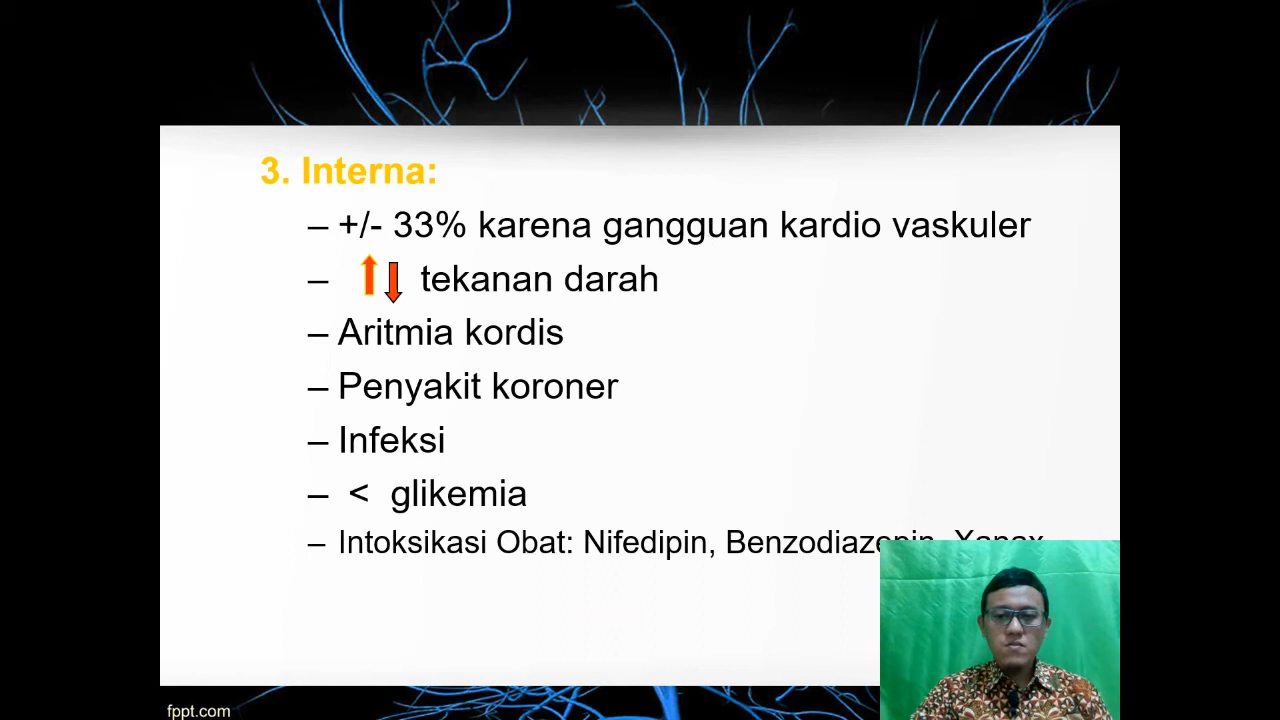 3. Interna:
– +/- 33% karena gangguan kardio vaskuler
– tekanan darah
– Aritmia kordis
– Penyakit koroner
– Infeksi
– < glikemia
– Intoksikasi Obat: Nifedipin, Benzodiazepin, Xanax
fppt.com